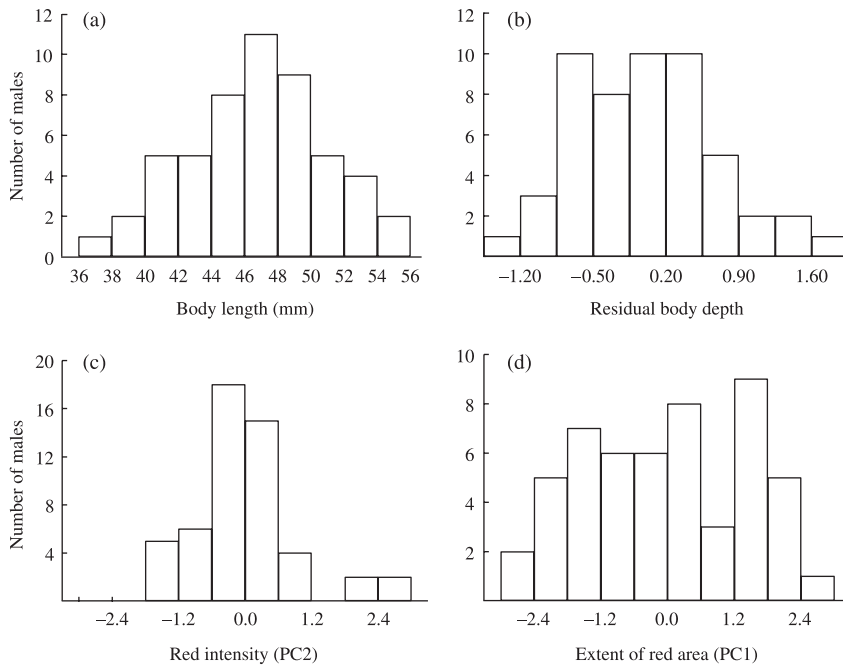 (a)
12
10
8
6
4
2
0
Number of males
36 38 40 42 44 46 48 50 52 54 56
Body length (mm)
(b)
12
10
8
6
4
2
−1.20 −0.50 0.20 0.90 1.60
Residual body depth
(c)
20
16
12
8
4
Number of males
−2.4 −1.2 0.0 1.2 2.4
Red intensity (PC2)
(d)
10
8
6
4
2
−2.4 −1.2 0.0 1.2 2.4
Extent of red area (PC1)